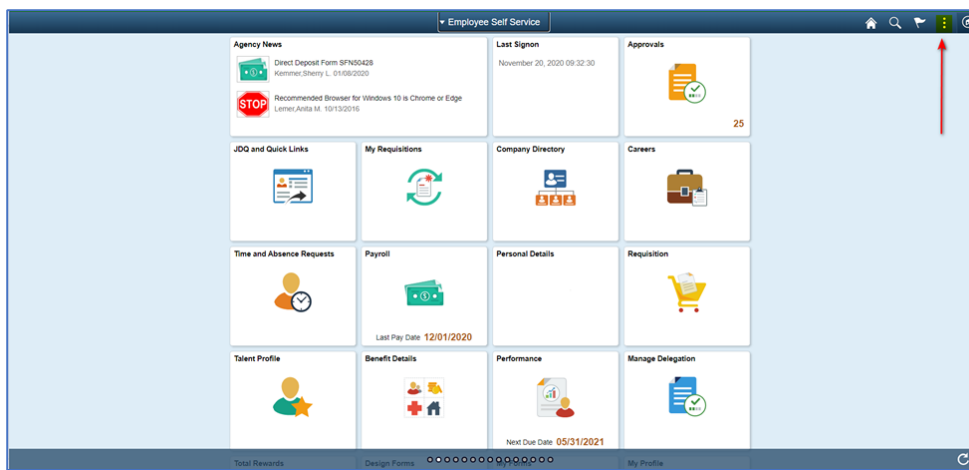 Employee Self Service
Agency News
Direct Deposit Form SFN50428
Kemmer,Sherry L. 01/08/2020
STOP
Recommended Browser for Windows 10 is Chrome or Edge
Lerner,Anita M. 10/13/2016
Last Signon
November 20, 2020 09:32:30
Approvals
25
JDQ and Quick Links
My Requisitions
Company Directory
Careers
Time and Absence Requests
Payroll
Last Pay Date 12/01/2020
Personal Details
Requisition
Talent Profile
Benefit Details
Performance
Next Due Date 05/31/2021
Manage Delegation
Total Rewards
Design Forms
My Forms
My Profile